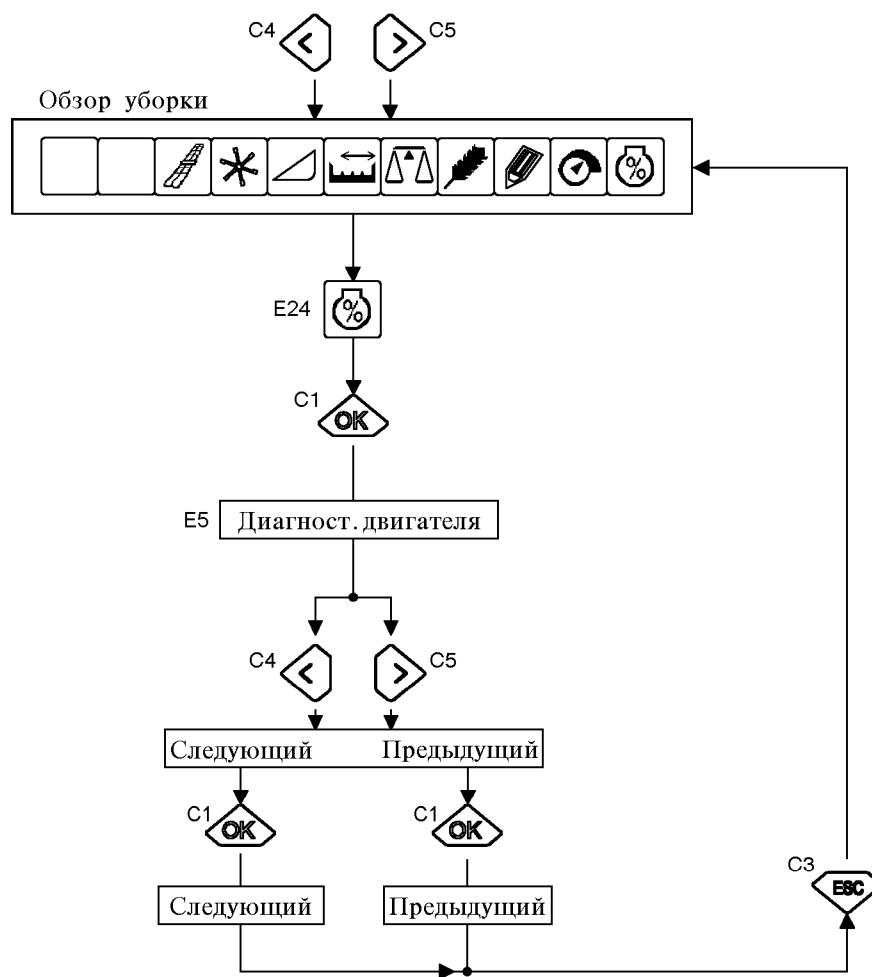 C4 < > C5
Обзор уборки
%
E24 %
C1
OK
E5 Диагност.двигателя
C4 < > C5
Следующий Предыдущий
C1 OK C1 OK
C3 ESC
Следующий Предыдущий